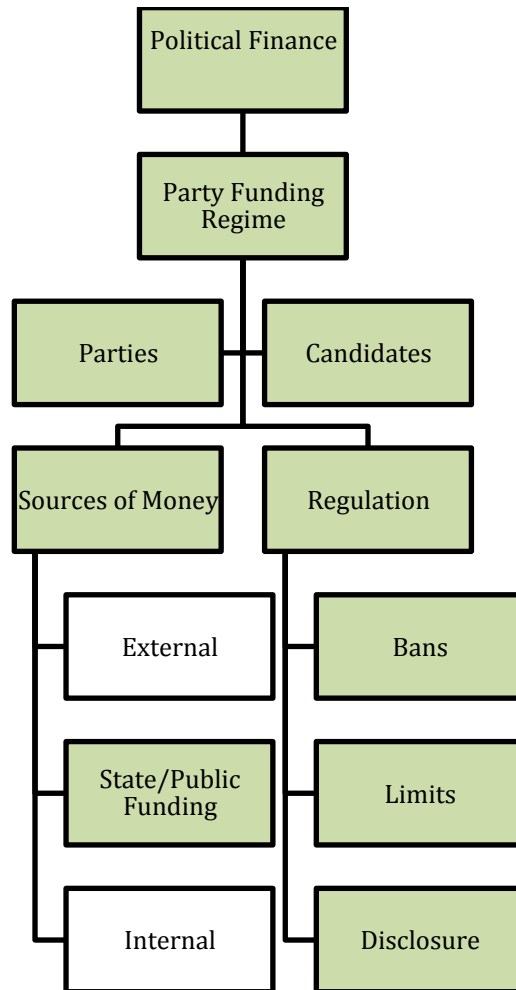 Political Finance
Party Funding
Regime
Parties
Candidates
Sources of Money
Regulation
External
Bans
State/Public
Funding
Limits
Internal
Disclosure